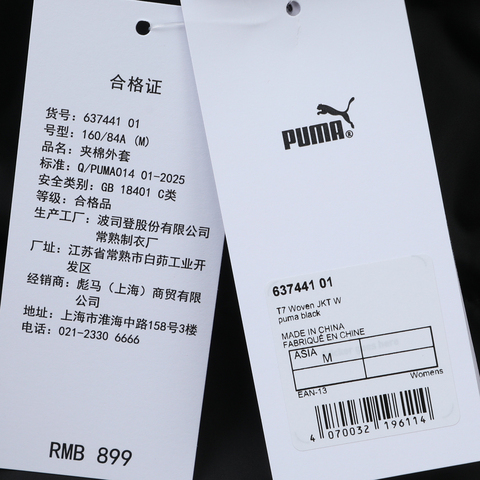 合格证
货号：637441 01
号型：160/84A (M)
品名：夹棉外套
标准：Q/PUMA014 01-2025
安全类别：GB 18401 C类
等级：合格品
生产工厂：波司登股份有限公司
常熟制衣厂
厂址：江苏省常熟市白茆工业开
发区
经销商：彪马（上海）商贸有限
公司
地址：上海市淮海中路158号3楼
电话：021-2330 6666
RMB 899
PUMA®
637441 01
T7 Woven JKT W
puma black
MADE IN CHINA
FABRIQUÉ EN CHINE
ASIA M
EAN-13 Womens
4 070032 196114